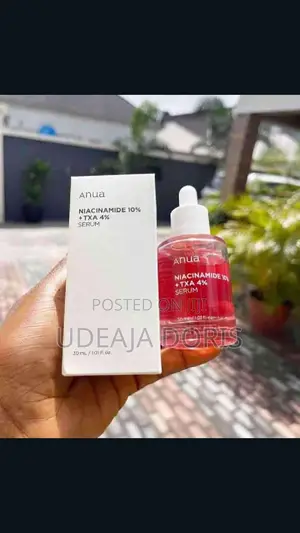 Anua
NIACINAMIDE 10%
+ TXA 4%
SERUM
30 mL / 1.01 fl.oz.
Anua
NIACINAMIDE 10%
+ TXA 4%
SERUM
POSTED ON
UDEAJA DORIS